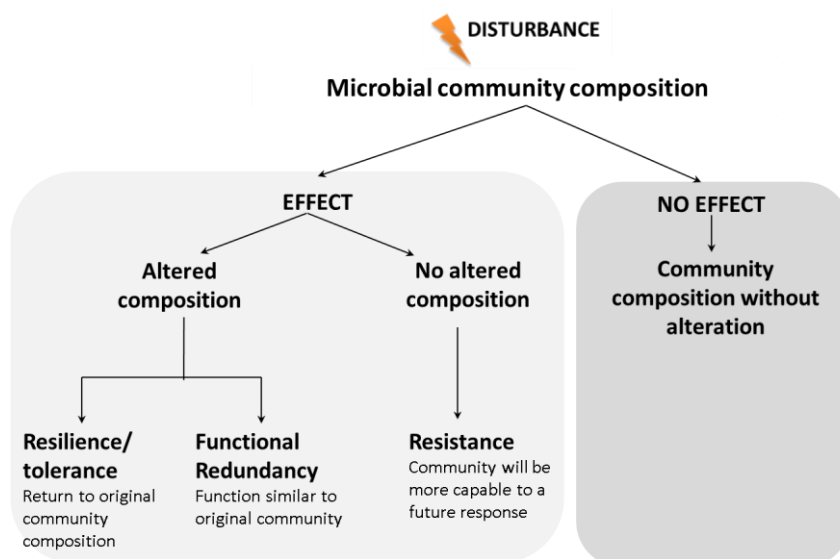 DISTURBANCE
Microbial community composition
EFFECT
NO EFFECT
Altered
composition
No altered
composition
Community
composition without
alteration
Resilience/
tolerance
Return to original
community
composition
Functional
Redundancy
Function similar to
original community
Resistance
Community will be
more capable to a
future response